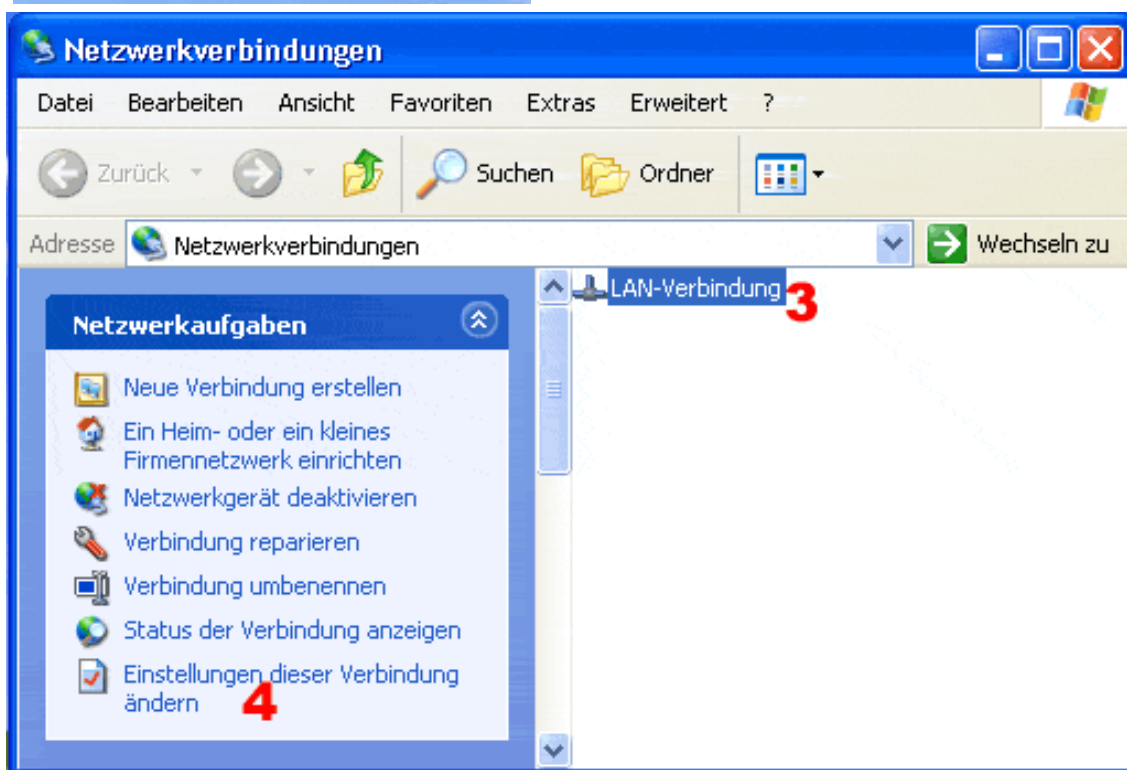 Netzwerkverbindungen
Datei Bearbeiten Ansicht Favoriten Extras Erweitert ?
Zurück Suchen Ordner
Adresse Netzwerkverbindungen Wechseln zu
LAN-Verbindung 3
Netzwerkaufgaben
Neue Verbindung erstellen
Ein Heim- oder ein kleines
Firmennetzwerk einrichten
Netzwerkgerät deaktivieren
Verbindung reparieren
Verbindung umbenennen
Status der Verbindung anzeigen
Einstellungen dieser Verbindung
ändern 4